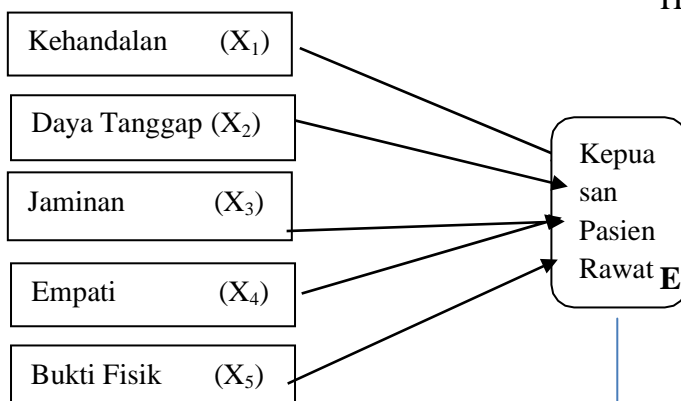 Kehandalan (X₁)
Daya Tanggap (X₂)
Jaminan (X₃)
Empati (X₄)
Bukti Fisik (X₅)
Kepua
san
Pasien
Rawat
E